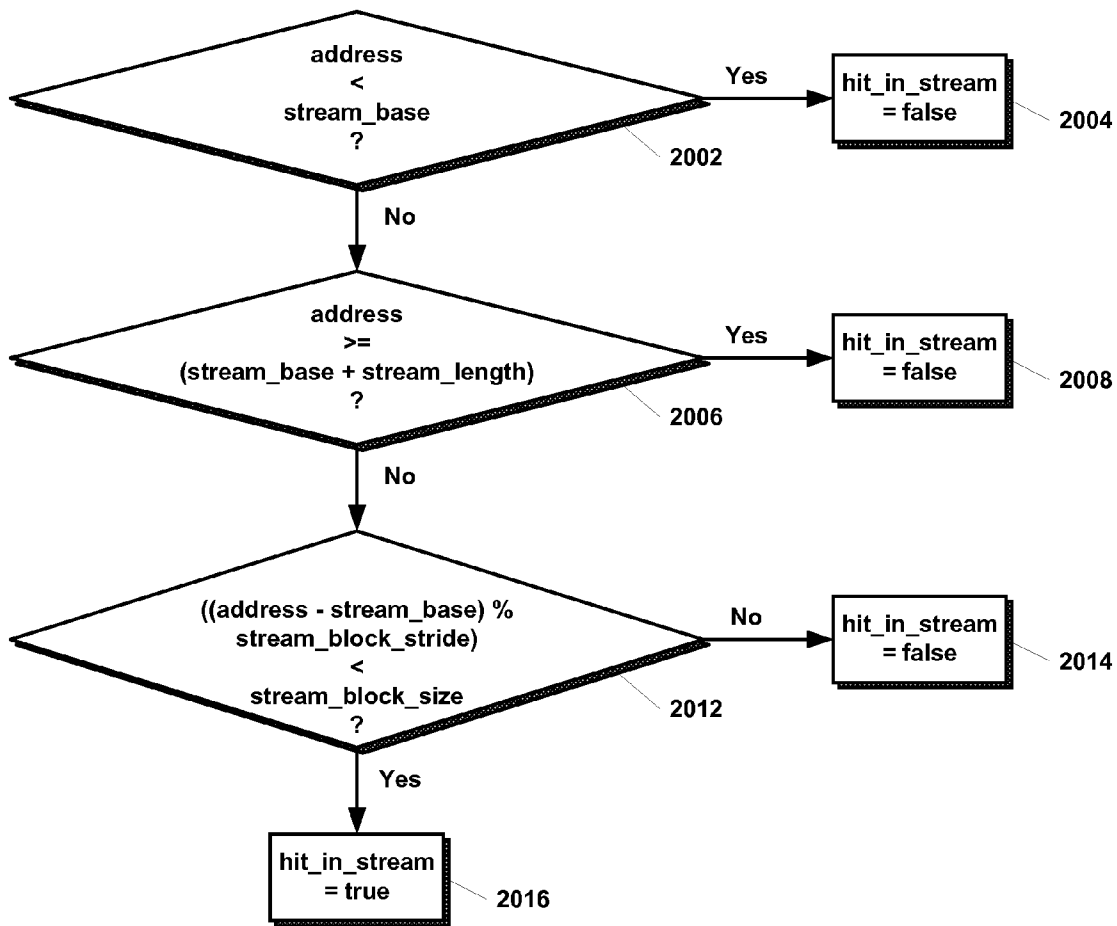 address
<
stream_base
?
Yes
hit_in_stream
= false
2004
2002
No
address
>=
(stream_base + stream_length)
?
Yes
hit_in_stream
= false
2008
2006
No
((address - stream_base) %
stream_block_stride)
<
stream_block_size
?
No
hit_in_stream
= false
2014
2012
Yes
hit_in_stream
= true
2016